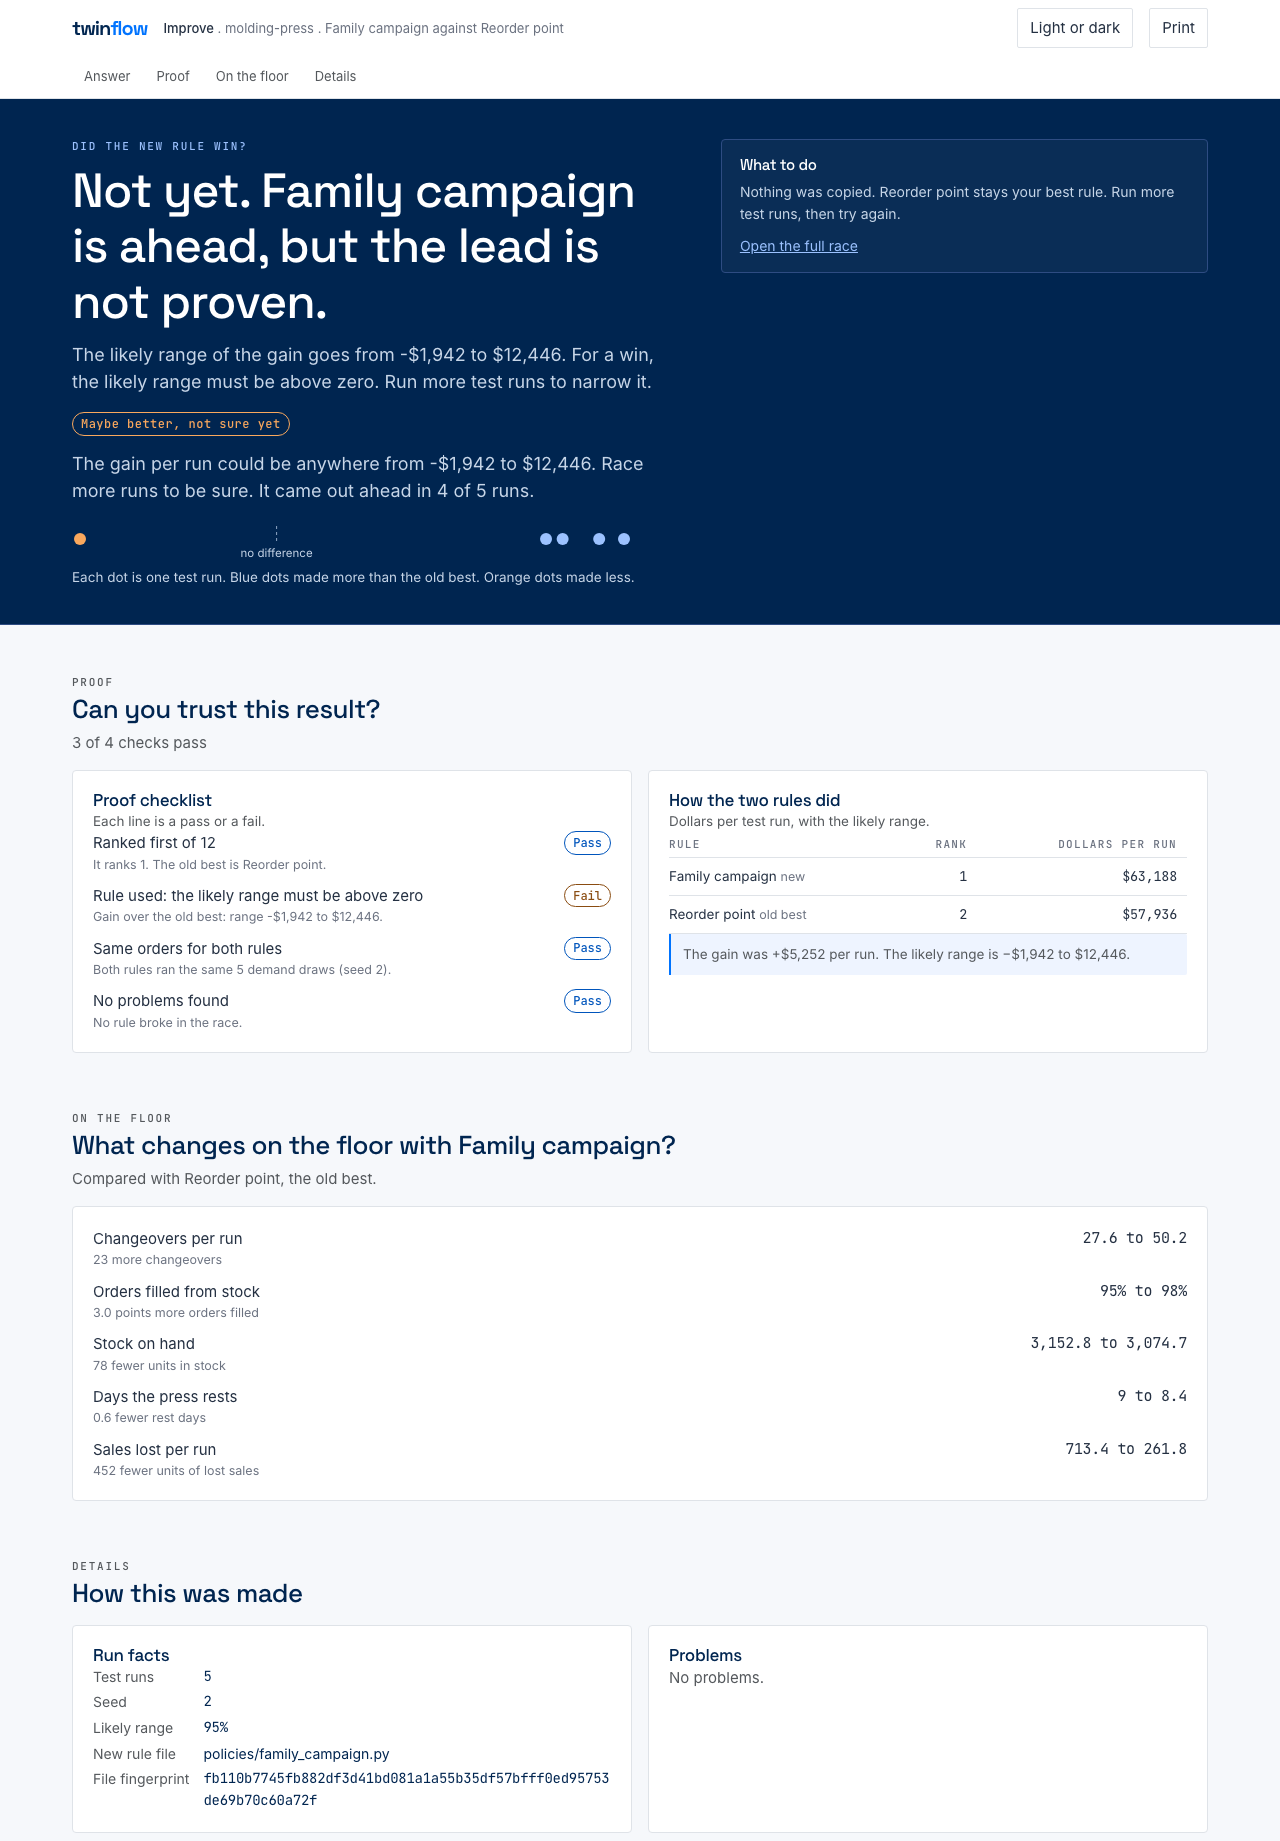 twinflow Improve . molding-press . Family campaign against Reorder point
Light or dark
Print
Answer Proof On the floor Details
DID THE NEW RULE WIN?
Not yet. Family campaign
is ahead, but the lead is
not proven.
The likely range of the gain goes from -$1,942 to $12,446. For a win,
the likely range must be above zero. Run more test runs to narrow it.
Maybe better, not sure yet
The gain per run could be anywhere from -$1,942 to $12,446. Race
more runs to be sure. It came out ahead in 4 of 5 runs.
no difference
Each dot is one test run. Blue dots made more than the old best. Orange dots made less.
What to do
Nothing was copied. Reorder point stays your best rule. Run more
test runs, then try again.
Open the full race
PROOF
Can you trust this result?
3 of 4 checks pass
Proof checklist
Each line is a pass or a fail.
Ranked first of 12
Pass
It ranks 1. The old best is Reorder point.
Rule used: the likely range must be above zero
Fail
Gain over the old best: range -$1,942 to $12,446.
Same orders for both rules
Pass
Both rules ran the same 5 demand draws (seed 2).
No problems found
Pass
No rule broke in the race.
How the two rules did
Dollars per test run, with the likely range.
RULE RANK DOLLARS PER RUN
Family campaign new 1 $63,188
Reorder point old best 2 $57,936
The gain was +$5,252 per run. The likely range is −$1,942 to $12,446.
ON THE FLOOR
What changes on the floor with Family campaign?
Compared with Reorder point, the old best.
Changeovers per run 27.6 to 50.2
23 more changeovers
Orders filled from stock 95% to 98%
3.0 points more orders filled
Stock on hand 3,152.8 to 3,074.7
78 fewer units in stock
Days the press rests 9 to 8.4
0.6 fewer rest days
Sales lost per run 713.4 to 261.8
452 fewer units of lost sales
DETAILS
How this was made
Run facts
Test runs 5
Seed 2
Likely range 95%
New rule file policies/family_campaign.py
File fingerprint fb110b7745fb882df3d41bd081a1a55b35df57bfff0ed95753
de69b70c60a72f
Problems
No problems.